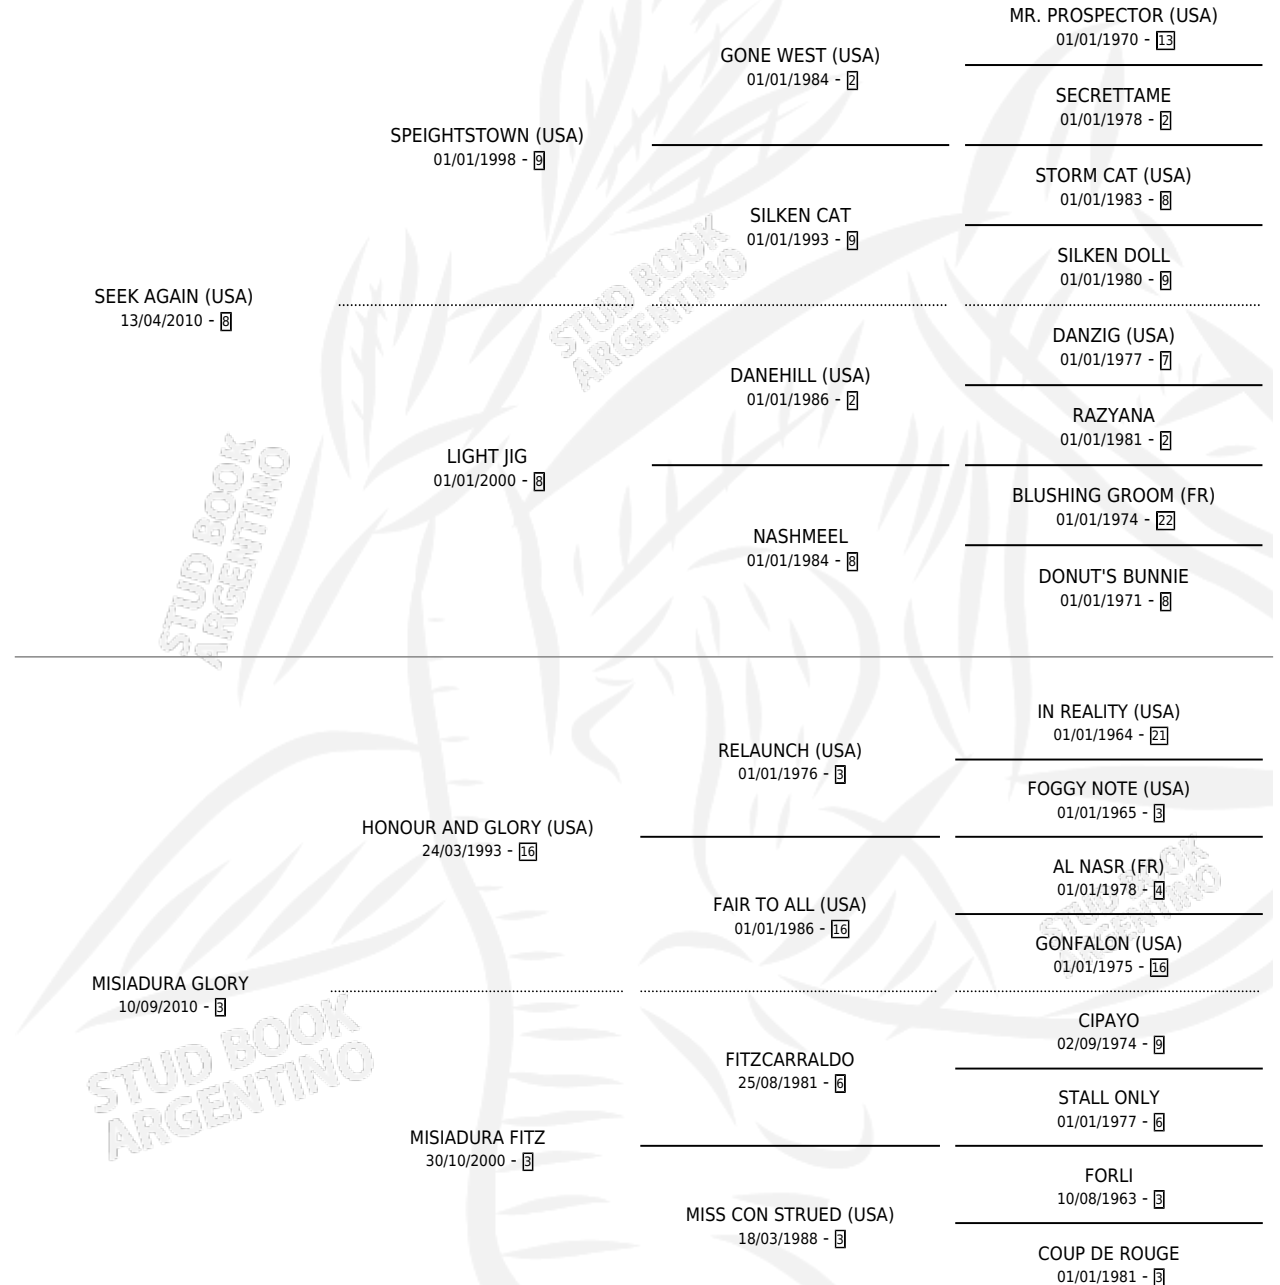 MR. PROSPECTOR (USA)
01/01/1970 - 13
GONE WEST (USA)
01/01/1984 - 2
SECRETTAME
01/01/1978 - 2
SPEIGHTSTOWN (USA)
01/01/1998 - 9
STORM CAT (USA)
01/01/1983 - 8
SILKEN CAT
01/01/1993 - 9
SILKEN DOLL
01/01/1980 - 9
SEEK AGAIN (USA)
13/04/2010 - 8
DANZIG (USA)
01/01/1977 - 7
DANEHILL (USA)
01/01/1986 - 2
RAZYANA
01/01/1981 - 2
LIGHT JIG
01/01/2000 - 8
BLUSHING GROOM (FR)
01/01/1974 - 22
NASHMEEL
01/01/1984 - 8
DONUT'S BUNNIE
01/01/1971 - 8
IN REALITY (USA)
01/01/1964 - 21
RELAUNCH (USA)
01/01/1976 - 3
FOGGY NOTE (USA)
01/01/1965 - 3
HONOUR AND GLORY (USA)
24/03/1993 - 16
AL NASR (FR)
01/01/1978 - 4
FAIR TO ALL (USA)
01/01/1986 - 16
GONFALON (USA)
01/01/1975 - 16
MISIADURA GLORY
10/09/2010 - 3
CIPAYO
02/09/1974 - 9
FITZCARRALDO
25/08/1981 - 6
STALL ONLY
01/01/1977 - 6
MISIADURA FITZ
30/10/2000 - 3
FORLI
10/08/1963 - 3
MISS CON STRUED (USA)
18/03/1988 - 3
COUP DE ROUGE
01/01/1981 - 3
STUD BOOK
ARGENTINO
STUD BOOK
ARGENTINO
STUD BOOK
ARGENTINO
STUD BOOK
ARGENTINO